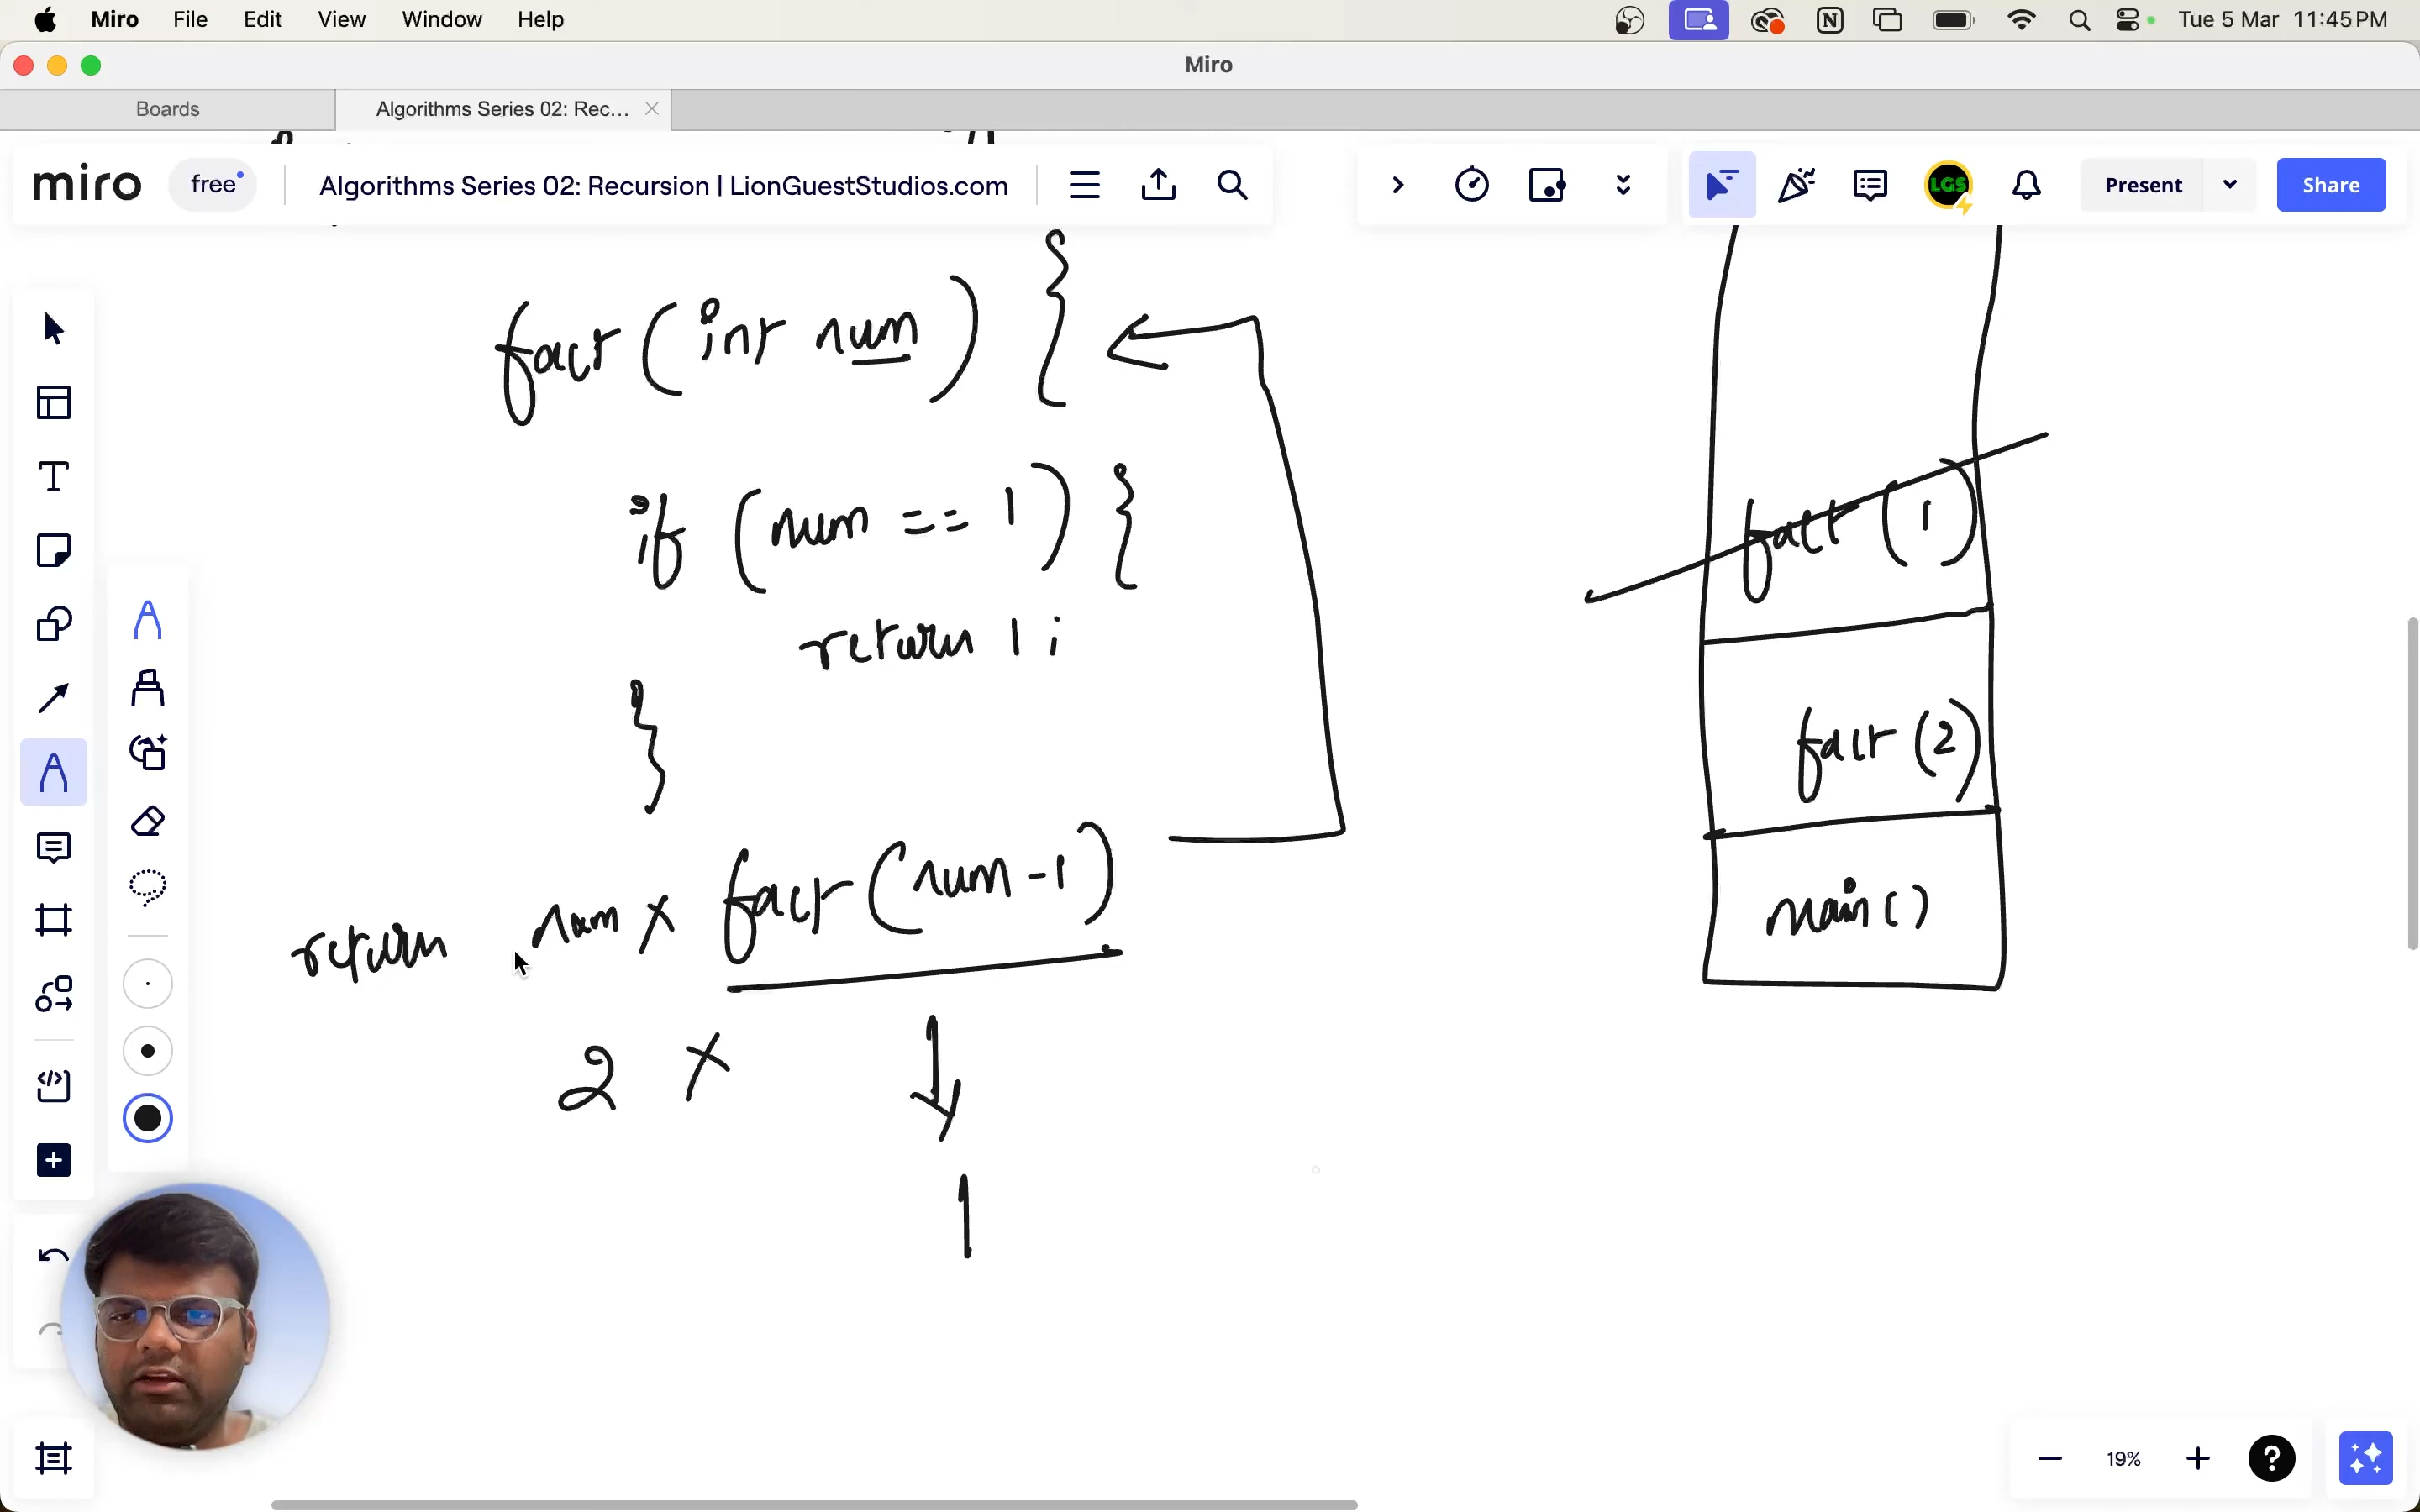 Miro File Edit View Window Help Tue 5 Mar 11:45 PM
Miro
Boards Algorithms Series 02: Rec...
miro free Algorithms Series 02: Recursion | LionGuestStudios.com LGS Present Share
fact (int num) {
if (num == 1) {
return 1;
}
return num x fact (num - 1)
2 x
1
fact (1)
fact (2)
main ()
19%